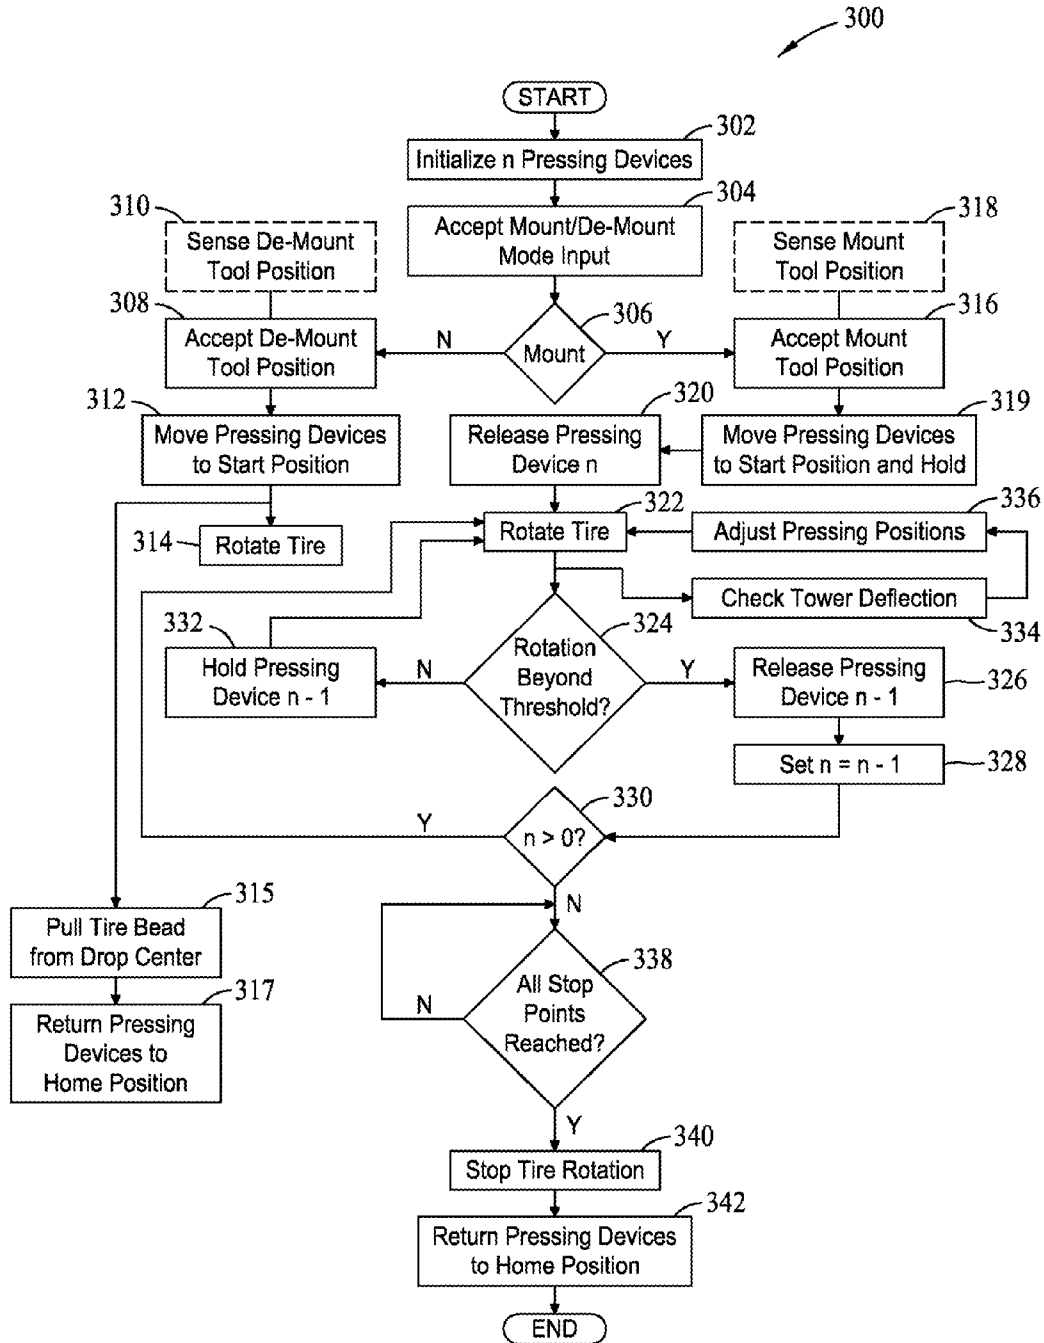 300
START
302
Initialize n Pressing Devices
304
Accept Mount/De-Mount
Mode Input
310
Sense De-Mount
Tool Position
318
Sense Mount
Tool Position
308
Accept De-Mount
Tool Position
N
306
Mount
Y
316
Accept Mount
Tool Position
312
Move Pressing Devices
to Start Position
320
Release Pressing
Device n
319
Move Pressing Devices
to Start Position and Hold
314
Rotate Tire
322
Rotate Tire
336
Adjust Pressing Positions
Check Tower Deflection
334
332
Hold Pressing
Device n - 1
N
324
Rotation
Beyond
Threshold?
Y
Release Pressing
Device n - 1
326
Set n = n - 1
328
330
n > 0?
Y
N
315
Pull Tire Bead
from Drop Center
317
Return Pressing
Devices to
Home Position
338
All Stop
Points
Reached?
N
Y
340
Stop Tire Rotation
342
Return Pressing Devices
to Home Position
END